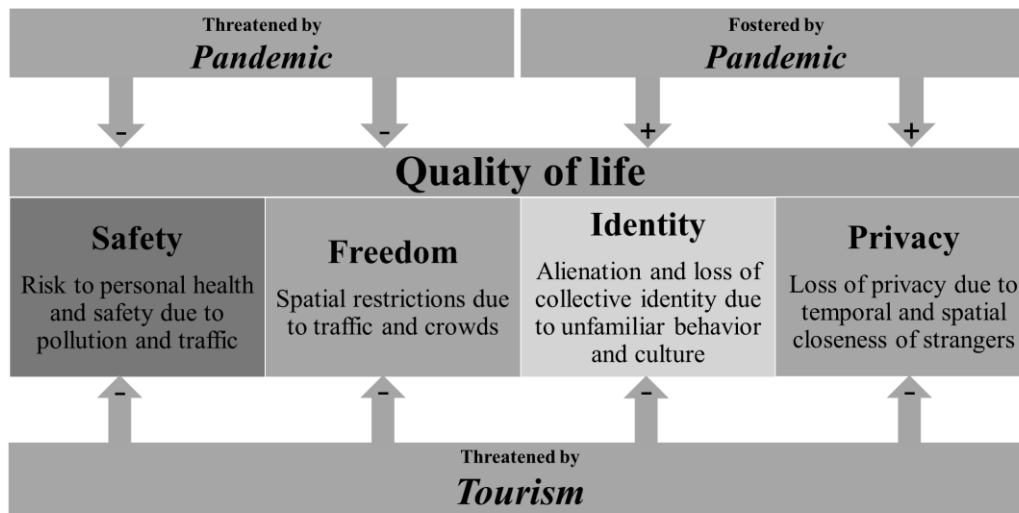 Threatened by
Pandemic
Fostered by
Pandemic
-
-
+
+
Quality of life
Safety
Risk to personal health
and safety due to
pollution and traffic
Freedom
Spatial restrictions due
to traffic and crowds
Identity
Alienation and loss of
collective identity due
to unfamiliar behavior
and culture
Privacy
Loss of privacy due to
temporal and spatial
closeness of strangers
-
-
-
-
Threatened by
Tourism